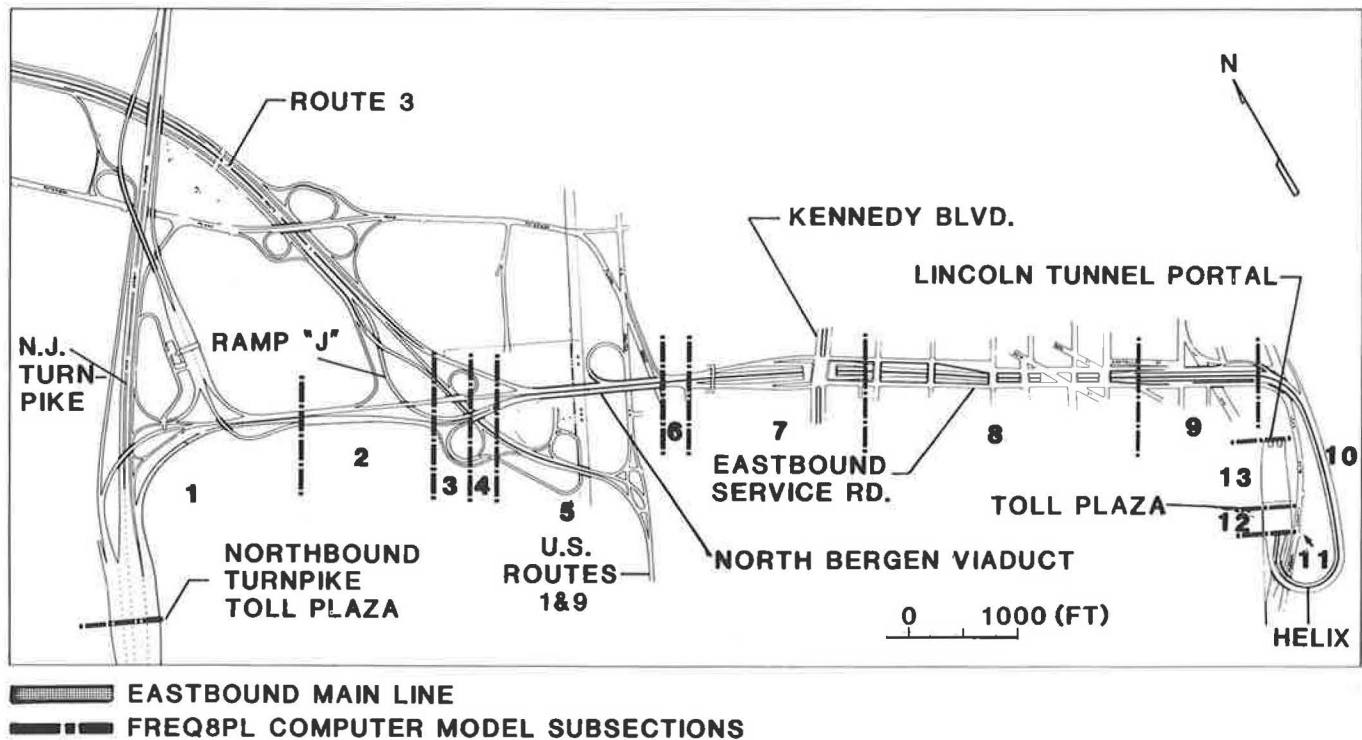 N
ROUTE 3
KENNEDY BLVD.
LINCOLN TUNNEL PORTAL
N.J.
TURN-
PIKE
RAMP "J"
1
2
3
4
5
6
7
8
9
10
EASTBOUND
SERVICE RD.
13
TOLL PLAZA
12
11
U.S.
ROUTES
1&9
NORTH BERGEN VIADUCT
NORTHBOUND
TURNPIKE
TOLL PLAZA
0 1000 (FT)
HELIX
EASTBOUND MAIN LINE
FREQ8PL COMPUTER MODEL SUBSECTIONS